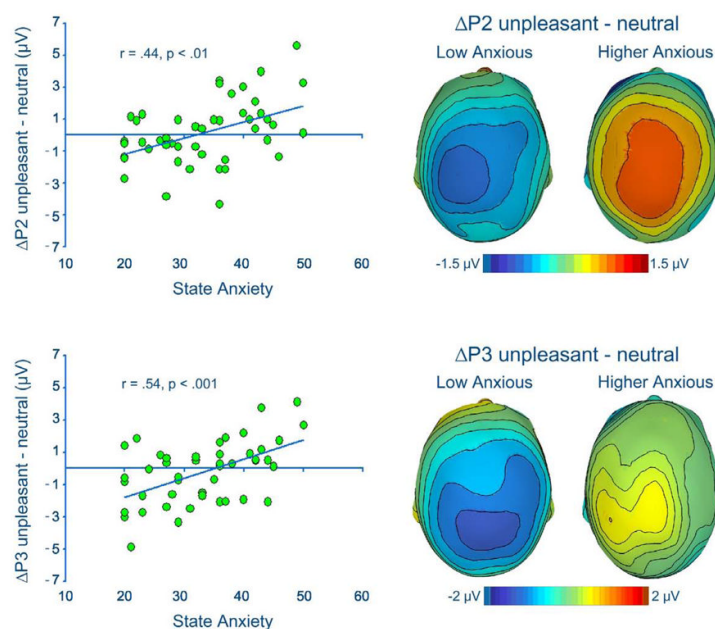 ΔP2 unpleasant - neutral (µV)
7
5
3
1
-1
-3
-5
-7
r = .44, p < .01
10
20
30
40
50
60
State Anxiety
ΔP2 unpleasant - neutral
Low Anxious
Higher Anxious
-1.5 µV
1.5 µV
ΔP3 unpleasant - neutral (µV)
7
5
3
1
-1
-3
-5
-7
r = .54, p < .001
10
20
30
40
50
60
State Anxiety
ΔP3 unpleasant - neutral
Low Anxious
Higher Anxious
-2 µV
2 µV